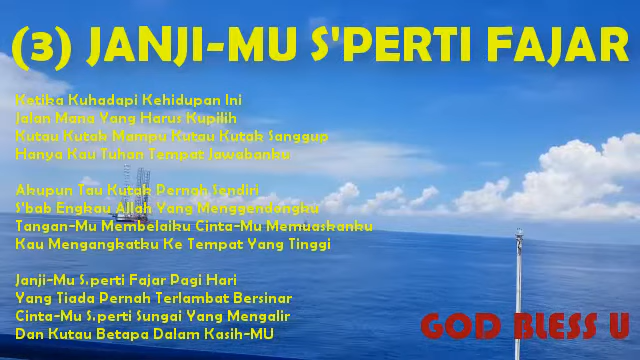 (3) JANJI-MU S'PERTI FAJAR
Ketika Kuhadapi Kehidupan Ini
Jalan Mana Yang Harus Kupilih
Kutau Kutak Mampu Kutau Kutak Sanggup
Hanya Kau Tuhan Tempat Jawabanku
Akupun Tau Kutak Pernah Sendiri
S'bab Engkau Allah Yang Menggendongku
Tangan-Mu Membelaiku Cinta-Mu Memuaskanku
Kau Mengangkatku Ke Tempat Yang Tinggi
Janji-Mu S.perti Fajar Pagi Hari
Yang Tiada Pernah Terlambat Bersinar
Cinta-Mu S.perti Sungai Yang Mengalir
Dan Kutau Betapa Dalam Kasih-MU
GOD BLESS U